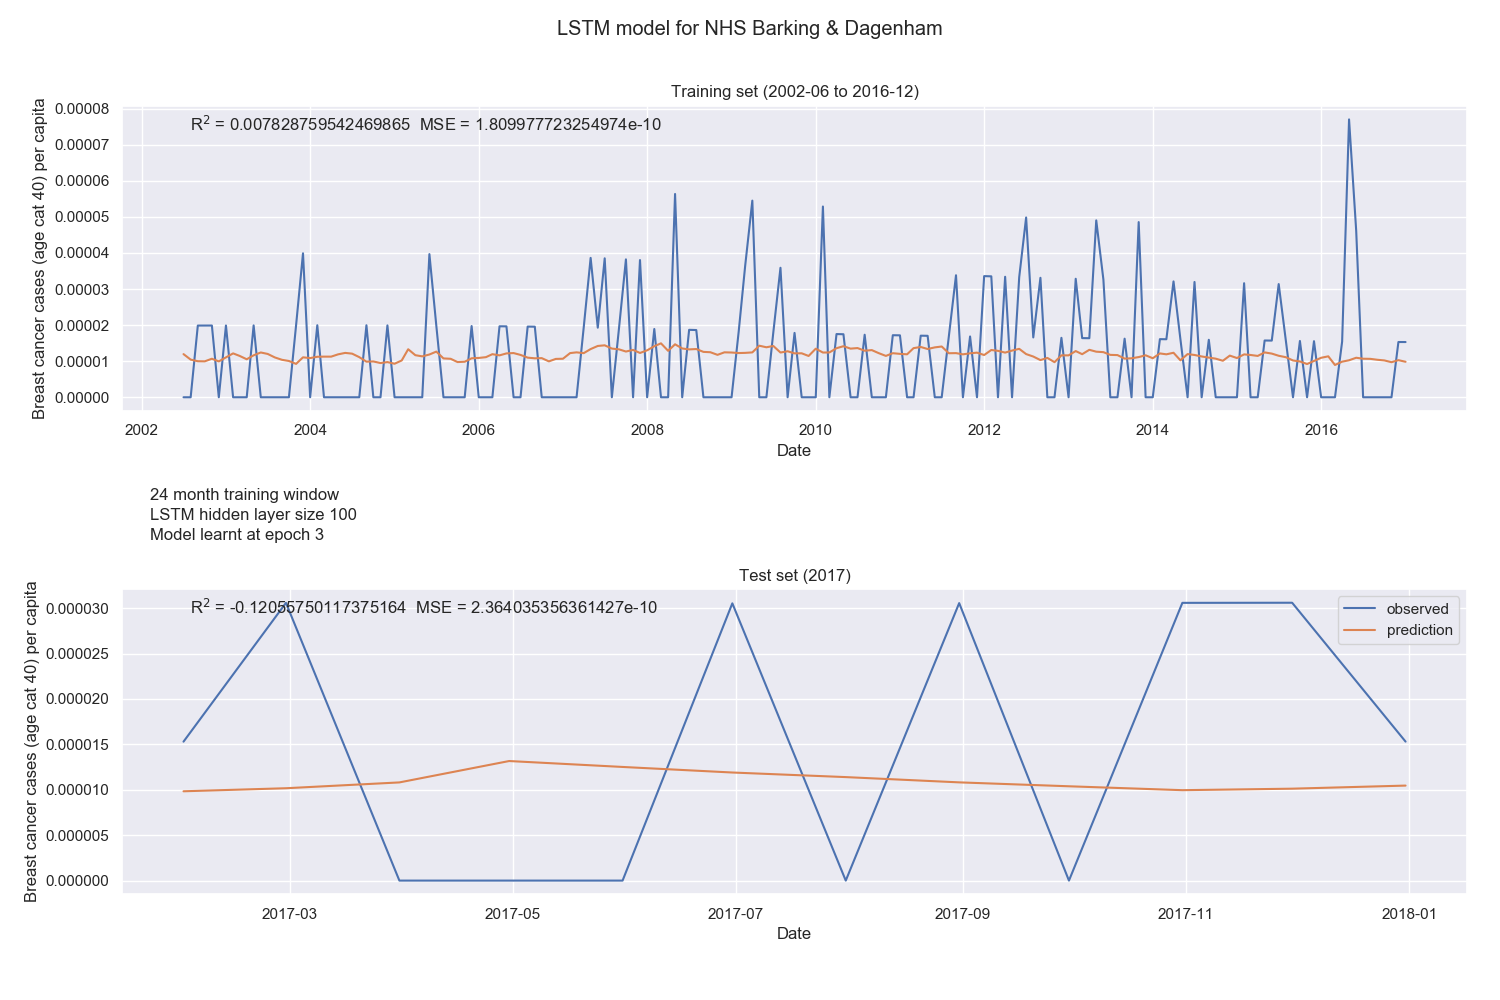 LSTM model for NHS Barking & Dagenham
Training set (2002-06 to 2016-12)
R² = 0.007828759542469865 MSE = 1.809977723254974e-10
Breast cancer cases (age cat 40) per capita
0.00008
0.00007
0.00006
0.00005
0.00004
0.00003
0.00002
0.00001
0.00000
2002 2004 2006 2008 2010 2012 2014 2016
Date
24 month training window
LSTM hidden layer size 100
Model learnt at epoch 3
Test set (2017)
R² = -0.12055750117375164 MSE = 2.364035356361427e-10
observed
prediction
Breast cancer cases (age cat 40) per capita
0.000030
0.000025
0.000020
0.000015
0.000010
0.000005
0.000000
2017-03 2017-05 2017-07 2017-09 2017-11 2018-01
Date